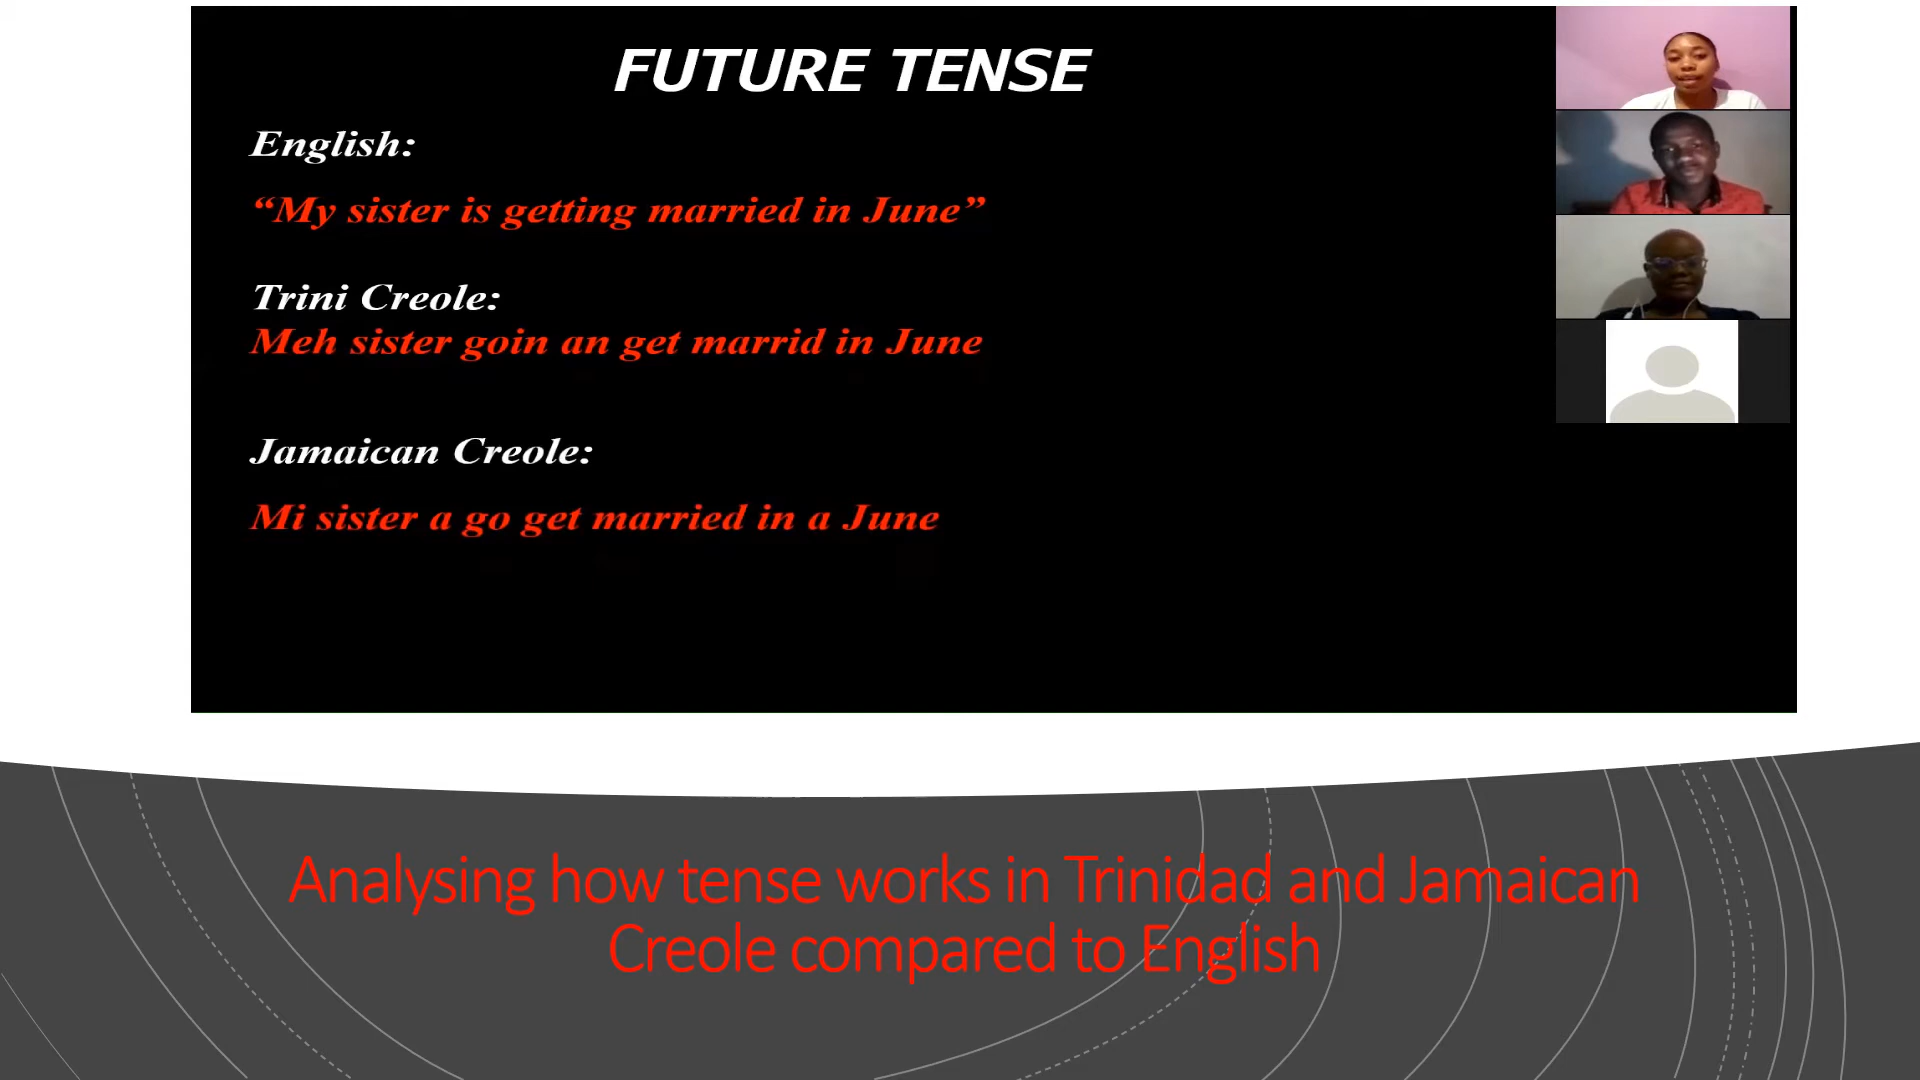 FUTURE TENSE
English:
“My sister is getting married in June”
Trini Creole:
Meh sister goin an get marrid in June
Jamaican Creole:
Mi sister a go get married in a June
Analysing how tense works in Trinidad and Jamaican
Creole compared to English